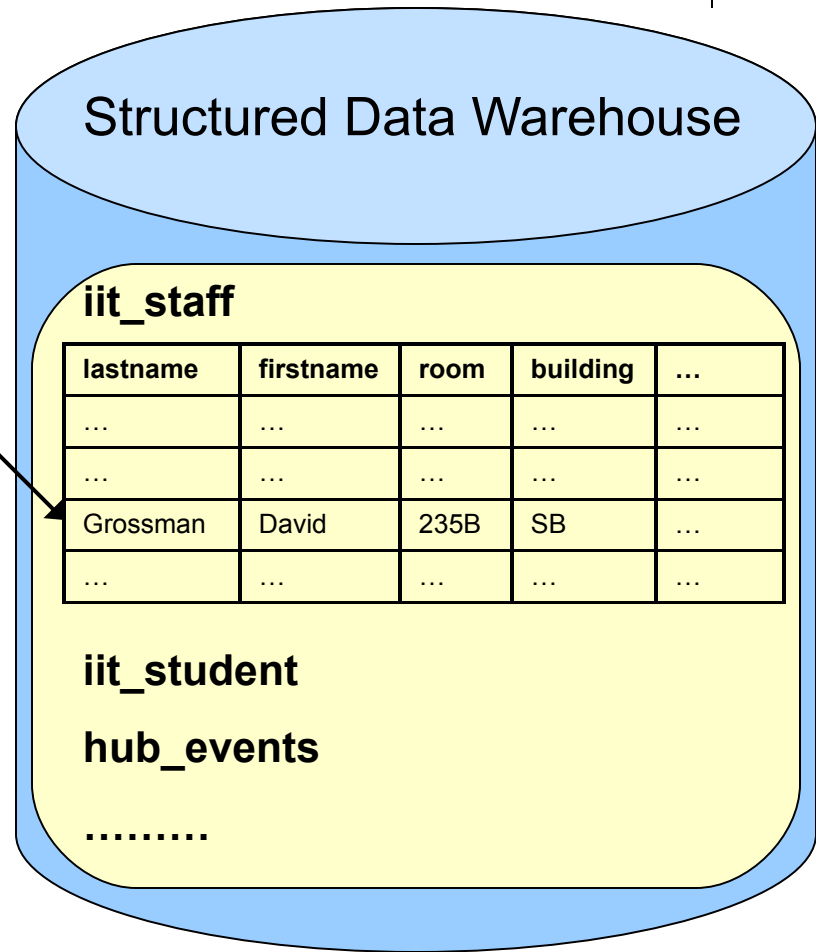 Structured Data Warehouse
iit_staff
lastname firstname room building …
… … … … …
… … … … …
Grossman David 235B SB …
… … … … …
iit_student
hub_events
………